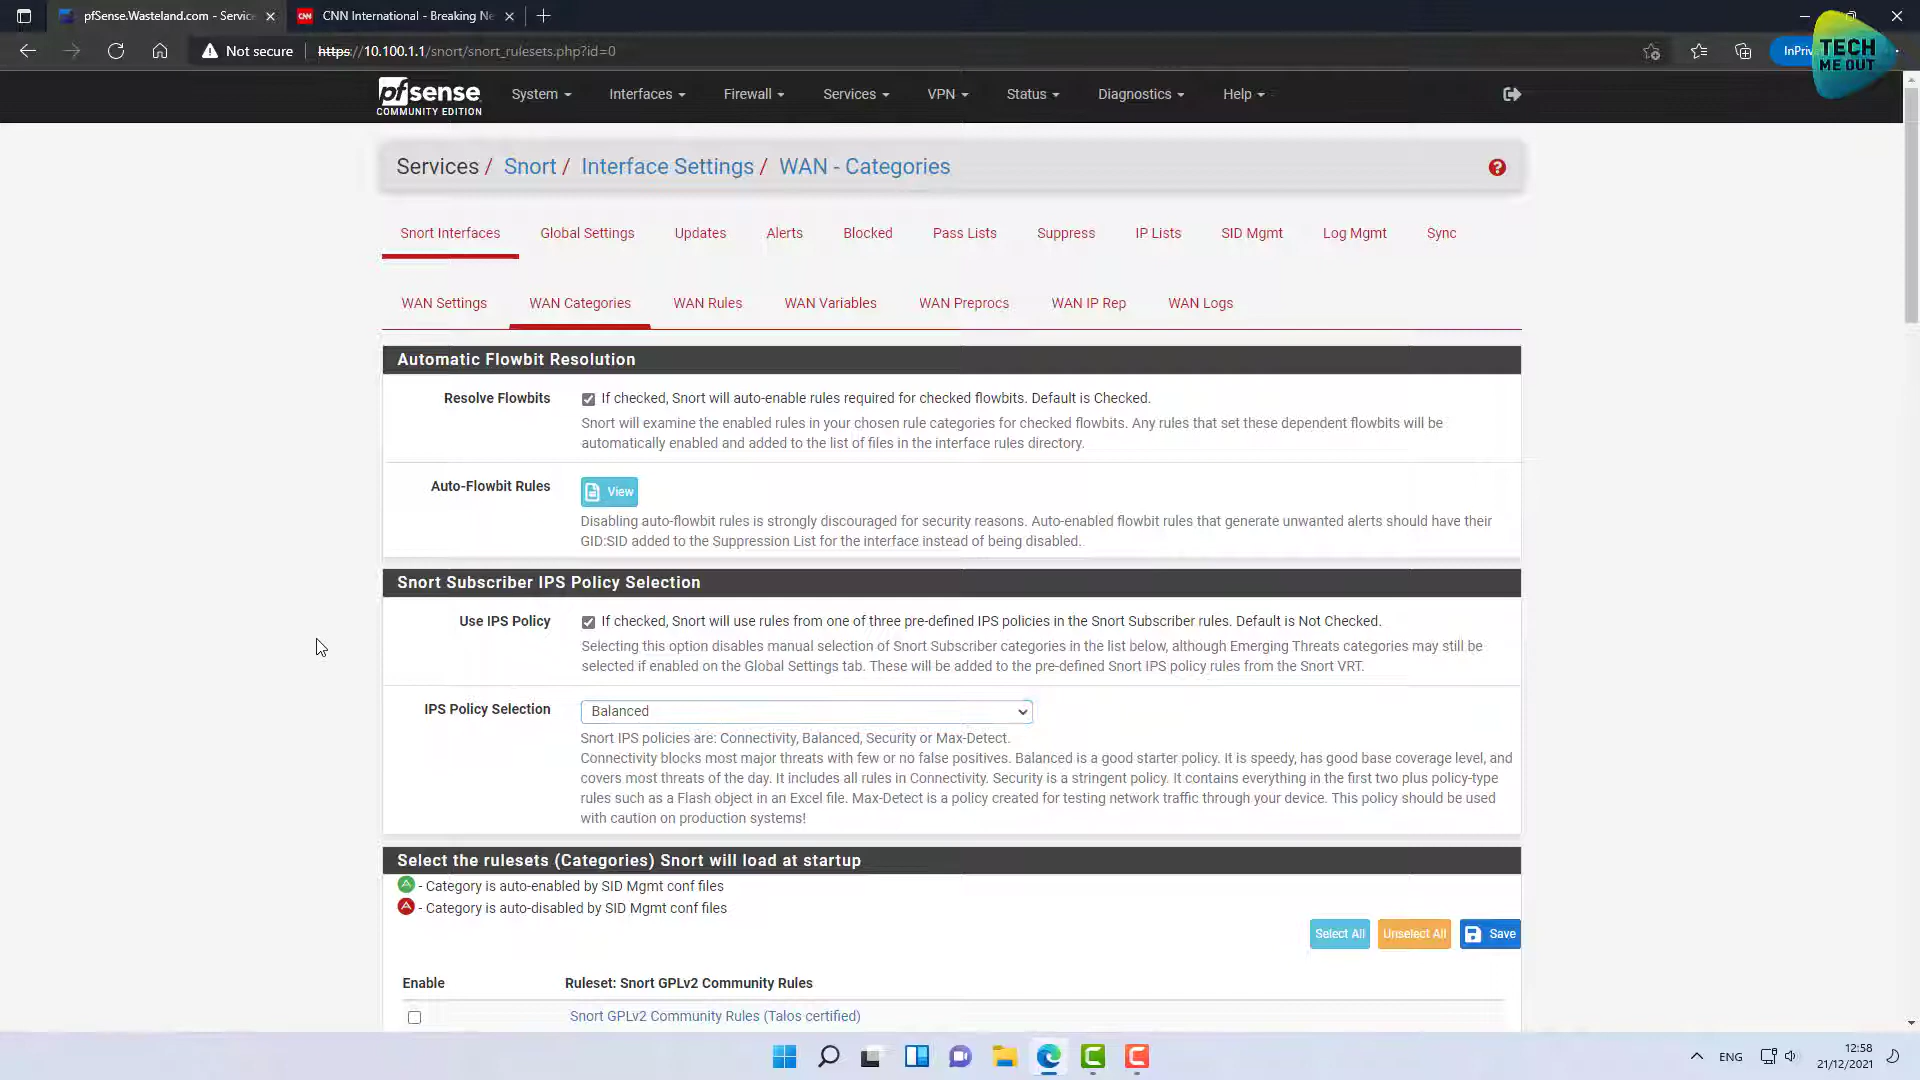 pfSense.Wasteland.com - Servic
CNN International - Breaking Ne
Not secure
https://10.100.1.1/snort/snort_rulesets.php?id=0
InPriv
TECH
ME OUT
pfsense
COMMUNITY EDITION
System
Interfaces
Firewall
Services
VPN
Status
Diagnostics
Help
Services / Snort / Interface Settings / WAN - Categories
Snort Interfaces
Global Settings
Updates
Alerts
Blocked
Pass Lists
Suppress
IP Lists
SID Mgmt
Log Mgmt
Sync
WAN Settings
WAN Categories
WAN Rules
WAN Variables
WAN Preprocs
WAN IP Rep
WAN Logs
Automatic Flowbit Resolution
Resolve Flowbits
If checked, Snort will auto-enable rules required for checked flowbits. Default is Checked.
Snort will examine the enabled rules in your chosen rule categories for checked flowbits. Any rules that set these dependent flowbits will be
automatically enabled and added to the list of files in the interface rules directory.
Auto-Flowbit Rules
View
Disabling auto-flowbit rules is strongly discouraged for security reasons. Auto-enabled flowbit rules that generate unwanted alerts should have their
GID:SID added to the Suppression List for the interface instead of being disabled.
Snort Subscriber IPS Policy Selection
Use IPS Policy
If checked, Snort will use rules from one of three pre-defined IPS policies in the Snort Subscriber rules. Default is Not Checked.
Selecting this option disables manual selection of Snort Subscriber categories in the list below, although Emerging Threats categories may still be
selected if enabled on the Global Settings tab. These will be added to the pre-defined Snort IPS policy rules from the Snort VRT.
IPS Policy Selection
Balanced
Snort IPS policies are: Connectivity, Balanced, Security or Max-Detect.
Connectivity blocks most major threats with few or no false positives. Balanced is a good starter policy. It is speedy, has good base coverage level, and
covers most threats of the day. It includes all rules in Connectivity. Security is a stringent policy. It contains everything in the first two plus policy-type
rules such as a Flash object in an Excel file. Max-Detect is a policy created for testing network traffic through your device. This policy should be used
with caution on production systems!
Select the rulesets (Categories) Snort will load at startup
- Category is auto-enabled by SID Mgmt conf files
- Category is auto-disabled by SID Mgmt conf files
Select All
Unselect All
Save
Enable
Ruleset: Snort GPLv2 Community Rules
Snort GPLv2 Community Rules (Talos certified)
ENG
12:58
21/12/2021